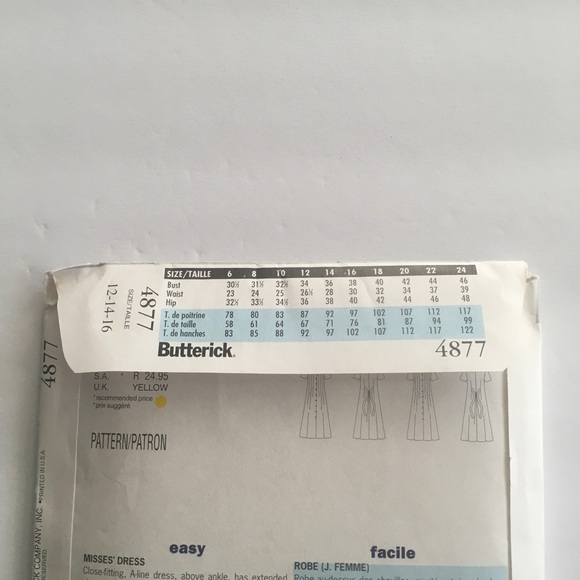 SIZE/TAILLE 6 8 10 12 14 16 18 20 22 24
Bust 30½ 31½ 32½ 34 36 38 40 42 44 46
Waist 23 24 25 26½ 28 30 32 34 37 39
Hip 32½ 33½ 34½ 36 38 40 42 44 46 48
T. de poitrine 78 80 83 87 92 97 102 107 112 117
T. de taille 58 61 64 67 71 76 81 87 94 99
T. de hanches 83 85 88 92 97 102 107 112 117 122
Butterick® 4877
4877
SIZE/TAILLE
12-14-16
4877
S.A. * R 24.95
U.K. YELLOW
*recommended price
*prix suggéré
PATTERN/PATRON
CK COMPANY, INC. •PRINTED IN U.S.A.
RESERVED
easy
MISSES' DRESS
Close-fitting, A-line dress, above ankle, has extended
facile
ROBE (J. FEMME)